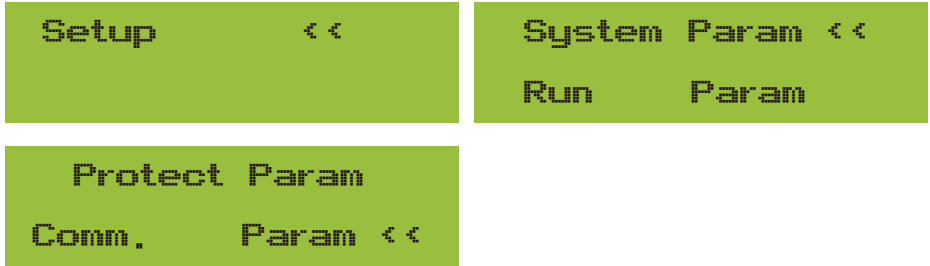 Setup <<
System Param <<
Run Param
Protect Param
Comm. Param <<